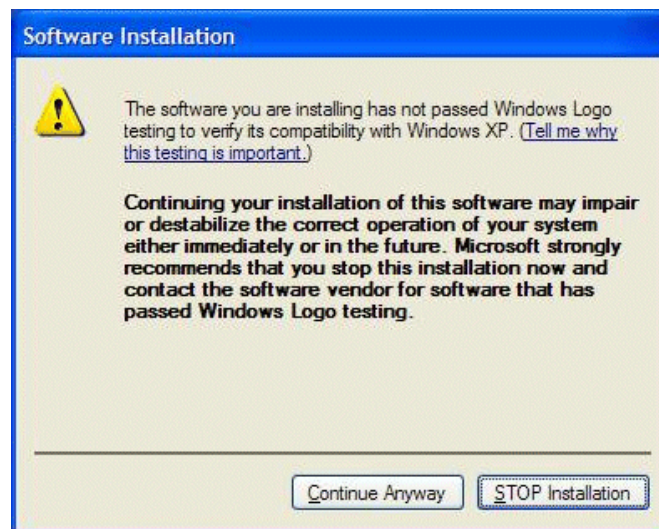 Software Installation
The software you are installing has not passed Windows Logo
testing to verify its compatibility with Windows XP. (Tell me why
this testing is important.)
Continuing your installation of this software may impair
or destabilize the correct operation of your system
either immediately or in the future. Microsoft strongly
recommends that you stop this installation now and
contact the software vendor for software that has
passed Windows Logo testing.
Continue Anyway
STOP Installation